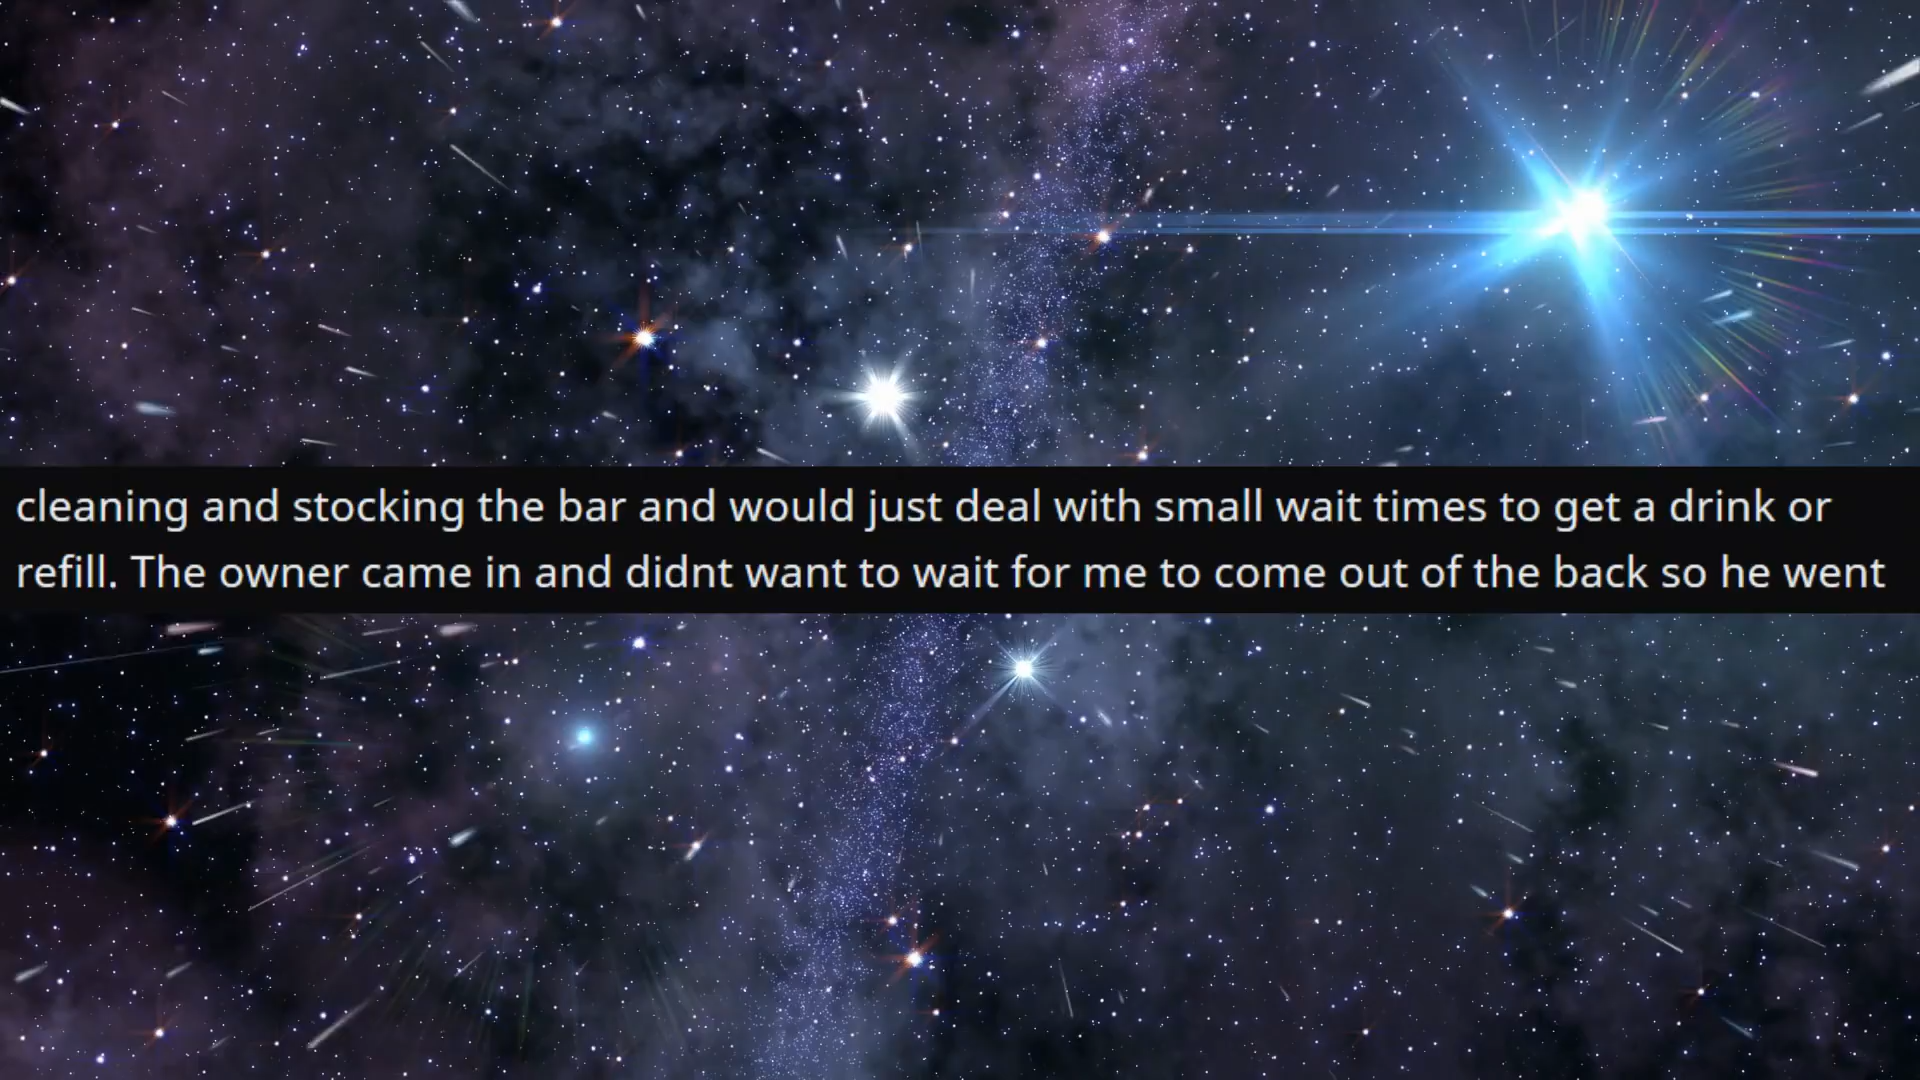 cleaning and stocking the bar and would just deal with small wait times to get a drink or
refill. The owner came in and didnt want to wait for me to come out of the back so he went